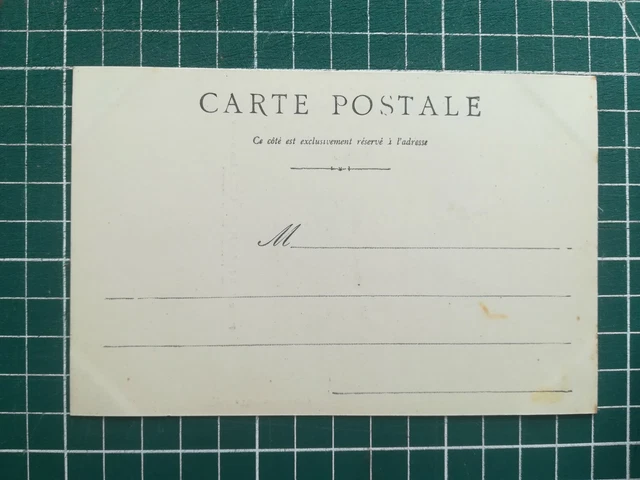 CARTE POSTALE
Ce côté est exclusivement réservé à l'adresse
M